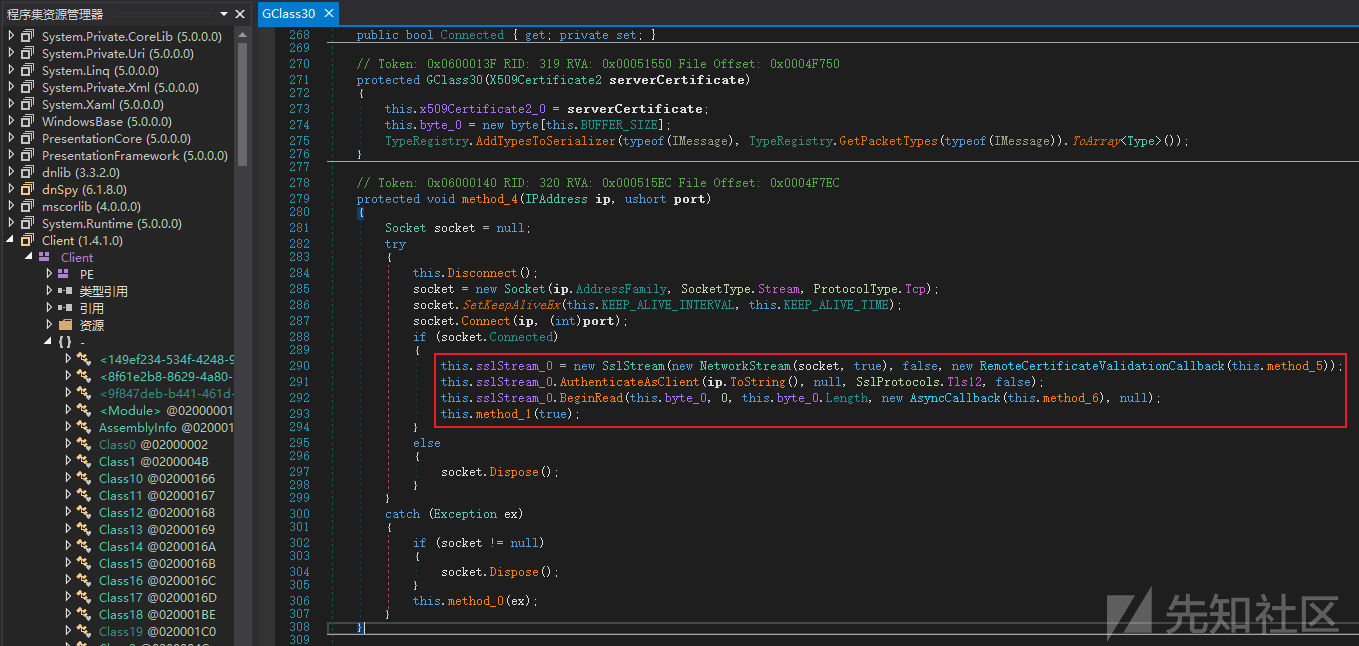 程序集资源管理器
System.Private.CoreLib (5.0.0.0)
System.Private.Uri (5.0.0.0)
System.Linq (5.0.0.0)
System.Private.Xml (5.0.0.0)
System.Xaml (5.0.0.0)
WindowsBase (5.0.0.0)
PresentationCore (5.0.0.0)
PresentationFramework (5.0.0.0)
dnlib (3.3.2.0)
dnSpy (6.1.8.0)
mscorlib (4.0.0.0)
System.Runtime (5.0.0.0)
Client (1.4.1.0)
Client
PE
类型引用
引用
资源
{ } -
<149ef234-534f-4248-9
<8f61e2b8-8629-4a80-
<9f847deb-b441-461d-
<Module> @02000001
AssemblyInfo @020001
Class0 @02000002
Class1 @0200004B
Class10 @02000166
Class11 @02000167
Class12 @02000168
Class13 @02000169
Class14 @0200016A
Class15 @0200016B
Class16 @0200016C
Class17 @0200016D
Class18 @020001BE
Class19 @020001C0
GClass30
268 public bool Connected { get; private set; }
269
270 // Token: 0x0600013F RID: 319 RVA: 0x00051550 File Offset: 0x0004F750
271 protected GClass30(X509Certificate2 serverCertificate)
272 {
273 this.x509Certificate2_0 = serverCertificate;
274 this.byte_0 = new byte[this.BUFFER_SIZE];
275 TypeRegistry.AddTypesToSerializer(typeof(IMessage), TypeRegistry.GetPacketTypes(typeof(IMessage)).ToArray<Type>());
276 }
277
278 // Token: 0x06000140 RID: 320 RVA: 0x000515EC File Offset: 0x0004F7EC
279 protected void method_4(IPAddress ip, ushort port)
280 {
281 Socket socket = null;
282 try
283 {
284 this.Disconnect();
285 socket = new Socket(ip.AddressFamily, SocketType.Stream, ProtocolType.Tcp);
286 socket.SetKeepAliveEx(this.KEEP_ALIVE_INTERVAL, this.KEEP_ALIVE_TIME);
287 socket.Connect(ip, (int)port);
288 if (socket.Connected)
289 {
290 this.sslStream_0 = new SslStream(new NetworkStream(socket, true), false, new RemoteCertificateValidationCallback(this.method_5));
291 this.sslStream_0.AuthenticateAsClient(ip.ToString(), null, SslProtocols.Tls12, false);
292 this.sslStream_0.BeginRead(this.byte_0, 0, this.byte_0.Length, new AsyncCallback(this.method_6), null);
293 this.method_1(true);
294 }
295 else
296 {
297 socket.Dispose();
298 }
299 }
300 catch (Exception ex)
301 {
302 if (socket != null)
303 {
304 socket.Dispose();
305 }
306 this.method_0(ex);
307 }
308 }
309
先知社区